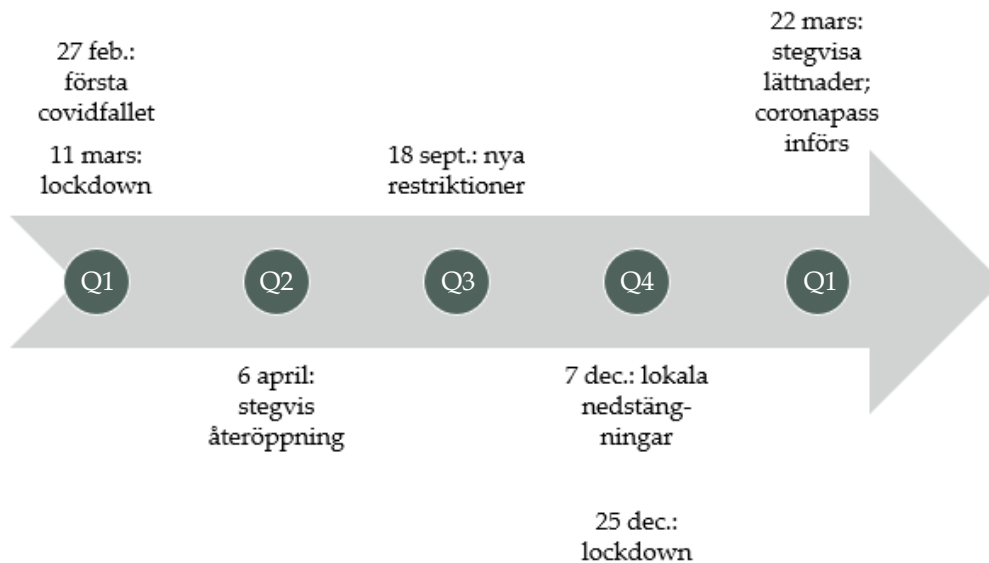 27 feb.:
första
covidfallet
11 mars:
lockdown
18 sept.: nya
restriktioner
22 mars:
stegvisa
lättnader;
coronapass
införs
Q1
Q2
Q3
Q4
Q1
6 april:
stegvis
återöppning
7 dec.: lokala
nedstäng-
ningar
25 dec.:
lockdown